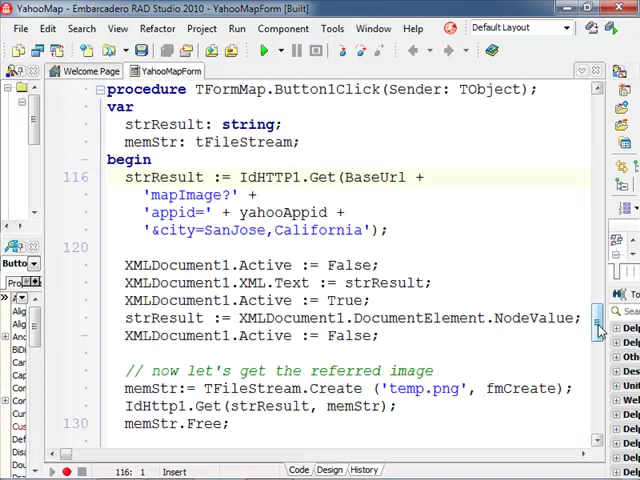 YahooMap - Embarcadero RAD Studio 2010 - YahooMapForm [Built]
File Edit Search View Refactor Project Run Component Tools Window Help
Default Layout
Welcome Page YahooMapForm
procedure TFormMap.Button1Click(Sender: TObject);
var
strResult: string;
memStr: tFileStream;
begin
116 strResult := IdHTTP1.Get(BaseUrl +
'mapImage?' +
'appid=' + yahooAppid +
'&city=SanJose,California');
120
XMLDocument1.Active := False;
XMLDocument1.XML.Text := strResult;
XMLDocument1.Active := True;
strResult := XMLDocument1.DocumentElement.NodeValue;
XMLDocument1.Active := False;
// now let's get the referred image
memStr:= TFileStream.Create ('temp.png', fmCreate);
IdHttp1.Get(strResult, memStr);
130 memStr.Free;
116: 1 Insert Code Design History